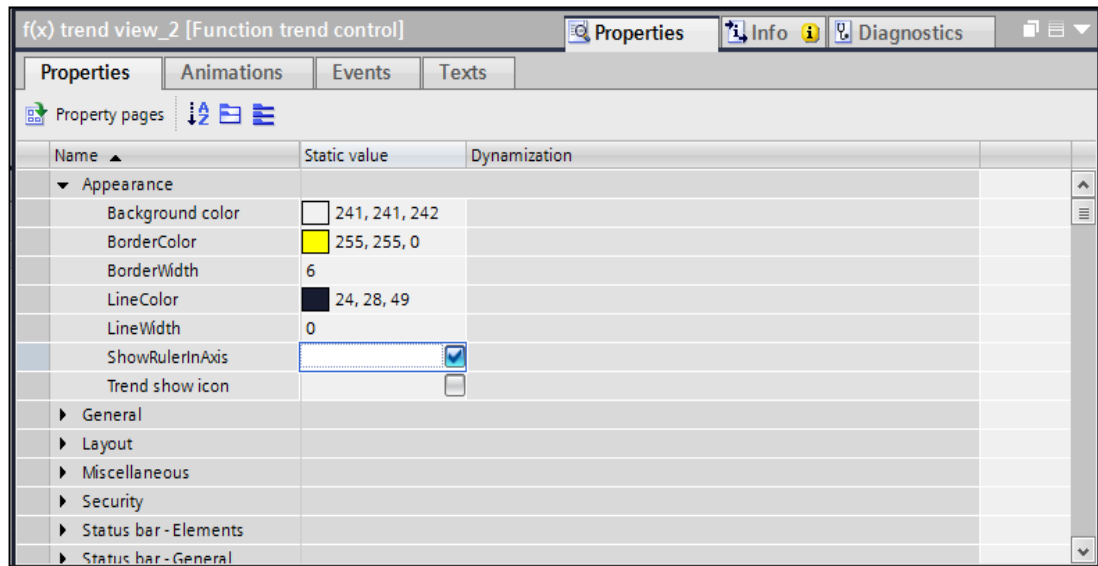 f(x) trend view_2 [Function trend control] Properties Info Diagnostics
Properties Animations Events Texts
Property pages
Name Static value Dynamization
Appearance
Background color 241, 241, 242
BorderColor 255, 255, 0
BorderWidth 6
LineColor 24, 28, 49
LineWidth 0
ShowRulerInAxis
Trend show icon
General
Layout
Miscellaneous
Security
Status bar - Elements
Status bar - General